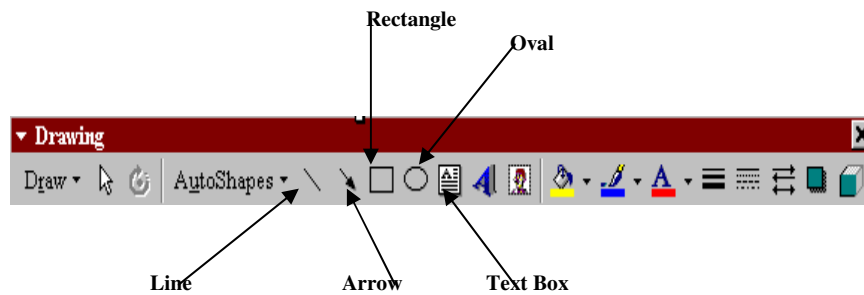 Rectangle
Oval
Drawing
Draw AutoShapes A
Line Arrow Text Box